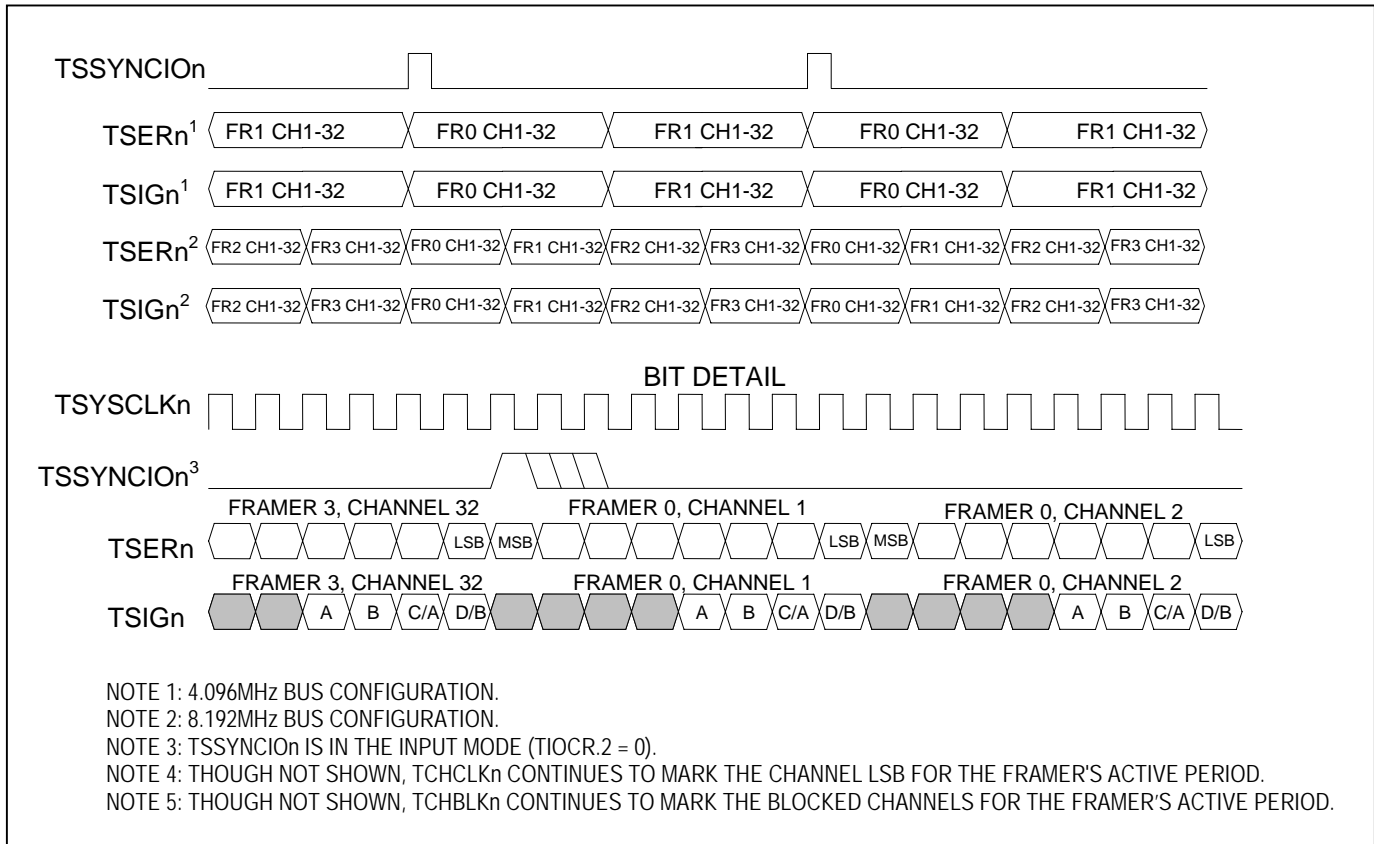 TSSYNCIOn
TSERn¹ FR1 CH1-32 FR0 CH1-32 FR1 CH1-32 FR0 CH1-32 FR1 CH1-32
TSIGn¹ FR1 CH1-32 FR0 CH1-32 FR1 CH1-32 FR0 CH1-32 FR1 CH1-32
TSERn² FR2 CH1-32 FR3 CH1-32 FR0 CH1-32 FR1 CH1-32 FR2 CH1-32 FR3 CH1-32 FR0 CH1-32 FR1 CH1-32 FR2 CH1-32 FR3 CH1-32
TSIGn² FR2 CH1-32 FR3 CH1-32 FR0 CH1-32 FR1 CH1-32 FR2 CH1-32 FR3 CH1-32 FR0 CH1-32 FR1 CH1-32 FR2 CH1-32 FR3 CH1-32
BIT DETAIL
TSYSCLKn
TSSYNCIOn³
FRAMER 3, CHANNEL 32 FRAMER 0, CHANNEL 1 FRAMER 0, CHANNEL 2
TSERn LSB MSB LSB MSB LSB
FRAMER 3, CHANNEL 32 FRAMER 0, CHANNEL 1 FRAMER 0, CHANNEL 2
TSIGn A B C/A D/B A B C/A D/B A B C/A D/B
NOTE 1: 4.096MHz BUS CONFIGURATION.
NOTE 2: 8.192MHz BUS CONFIGURATION.
NOTE 3: TSSYNCIOn IS IN THE INPUT MODE (TIOCR.2 = 0).
NOTE 4: THOUGH NOT SHOWN, TCHCLKn CONTINUES TO MARK THE CHANNEL LSB FOR THE FRAMER'S ACTIVE PERIOD.
NOTE 5: THOUGH NOT SHOWN, TCHBLKn CONTINUES TO MARK THE BLOCKED CHANNELS FOR THE FRAMER’S ACTIVE PERIOD.